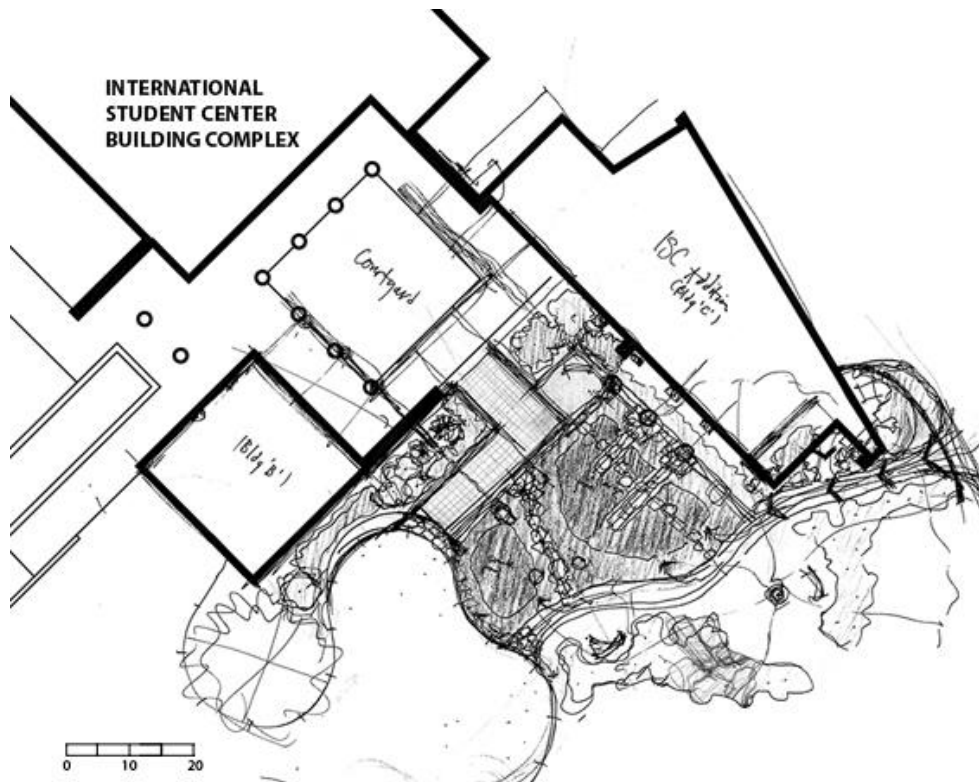 INTERNATIONAL
STUDENT CENTER
BUILDING COMPLEX
Courtyard
ISC Addition
(Bldg 'C')
(Bldg 'B')
0 10 20